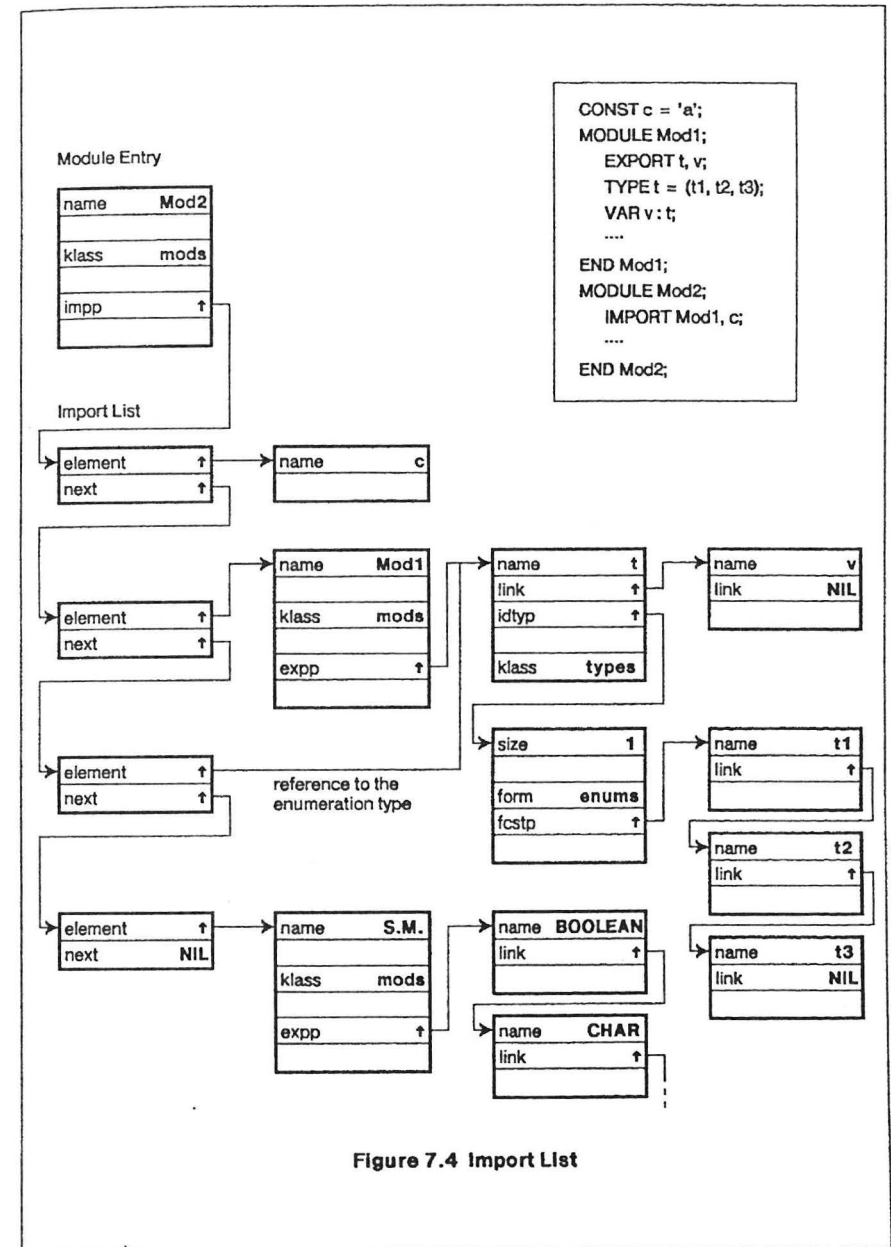 CONST c = 'a';
MODULE Mod1;
EXPORT t, v;
TYPE t = (t1, t2, t3);
VAR v : t;
....
END Mod1;
MODULE Mod2;
IMPORT Mod1, c;
....
END Mod2;
Module Entry
name Mod2
klass mods
impp ↑
Import List
element ↑
next ↑
name c
element ↑
next ↑
name Mod1
klass mods
expp ↑
name t
link ↑
idtyp ↑
klass types
name v
link NIL
element ↑
next ↑
reference to the
enumeration type
size 1
form enums
fcstp ↑
name t1
link ↑
name t2
link ↑
name t3
link NIL
element ↑
next NIL
name S.M.
klass mods
expp ↑
name BOOLEAN
link ↑
name CHAR
link ↑
Figure 7.4 Import List